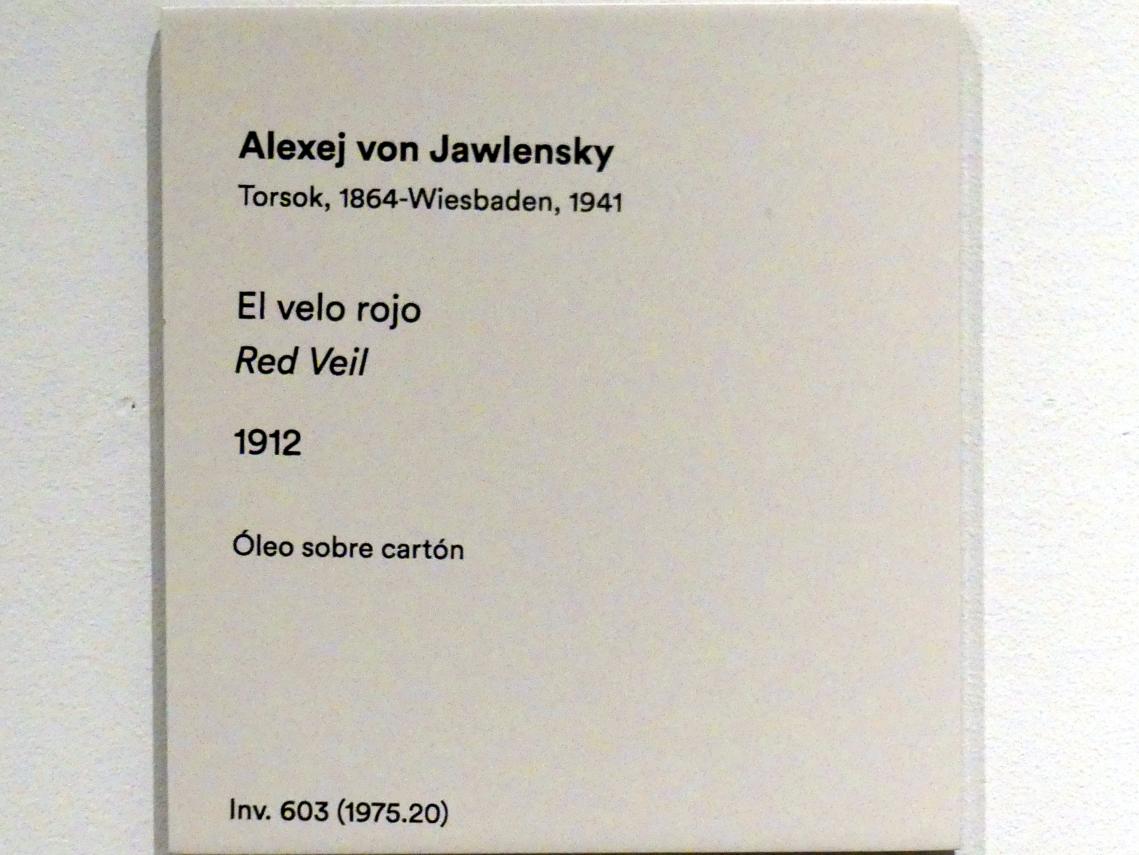 Alexej von Jawlensky
Torsok, 1864-Wiesbaden, 1941
El velo rojo
Red Veil
1912
Óleo sobre cartón
Inv. 603 (1975.20)